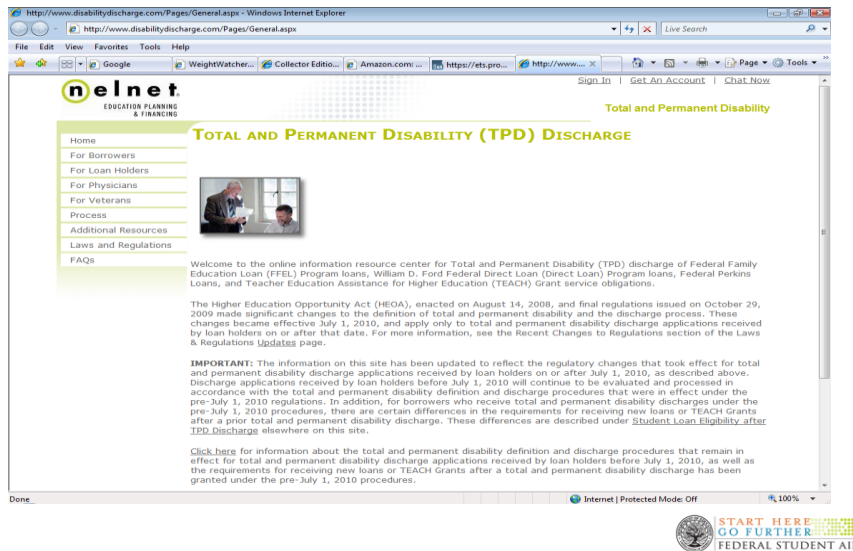 http://www.disabilitydischarge.com/Pages/General.aspx - Windows Internet Explorer
http://www.disabilitydischarge.com/Pages/General.aspx
Live Search
File Edit View Favorites Tools Help
Google
WeightWatcher...
Collector Editio...
Amazon.com: ...
https://ets.pro...
http://www....
Page
Tools
Sign In | Get An Account | Chat Now
nelnet.
EDUCATION PLANNING
& FINANCING
Total and Permanent Disability
TOTAL AND PERMANENT DISABILITY (TPD) DISCHARGE
Home
For Borrowers
For Loan Holders
For Physicians
For Veterans
Process
Additional Resources
Laws and Regulations
FAQs
Welcome to the online information resource center for Total and Permanent Disability (TPD) discharge of Federal Family
Education Loan (FFEL) Program loans, William D. Ford Federal Direct Loan (Direct Loan) Program loans, Federal Perkins
Loans, and Teacher Education Assistance for Higher Education (TEACH) Grant service obligations.
The Higher Education Opportunity Act (HEOA), enacted on August 14, 2008, and final regulations issued on October 29,
2009 made significant changes to the definition of total and permanent disability and the discharge process. These
changes became effective July 1, 2010, and apply only to total and permanent disability discharge applications received
by loan holders on or after that date. For more information, see the Recent Changes to Regulations section of the Laws
& Regulations Updates page.
IMPORTANT: The information on this site has been updated to reflect the regulatory changes that took effect for total
and permanent disability discharge applications received by loan holders on or after July 1, 2010, as described above.
Discharge applications received by loan holders before July 1, 2010 will continue to be evaluated and processed in
accordance with the total and permanent disability definition and discharge procedures that were in effect under the
pre-July 1, 2010 regulations. In addition, for borrowers who receive total and permanent disability discharges under the
pre-July 1, 2010 procedures, there are certain differences in the requirements for receiving new loans or TEACH Grants
after a prior total and permanent disability discharge. These differences are described under Student Loan Eligibility after
TPD Discharge elsewhere on this site.
Click here for information about the total and permanent disability definition and discharge procedures that remain in
effect for total and permanent disability discharge applications received by loan holders before July 1, 2010, as well as
the requirements for receiving new loans or TEACH Grants after a total and permanent disability discharge has been
granted under the pre-July 1, 2010 procedures.
Done
Internet | Protected Mode: Off
100%
START HERE
GO FURTHER
FEDERAL STUDENT AI